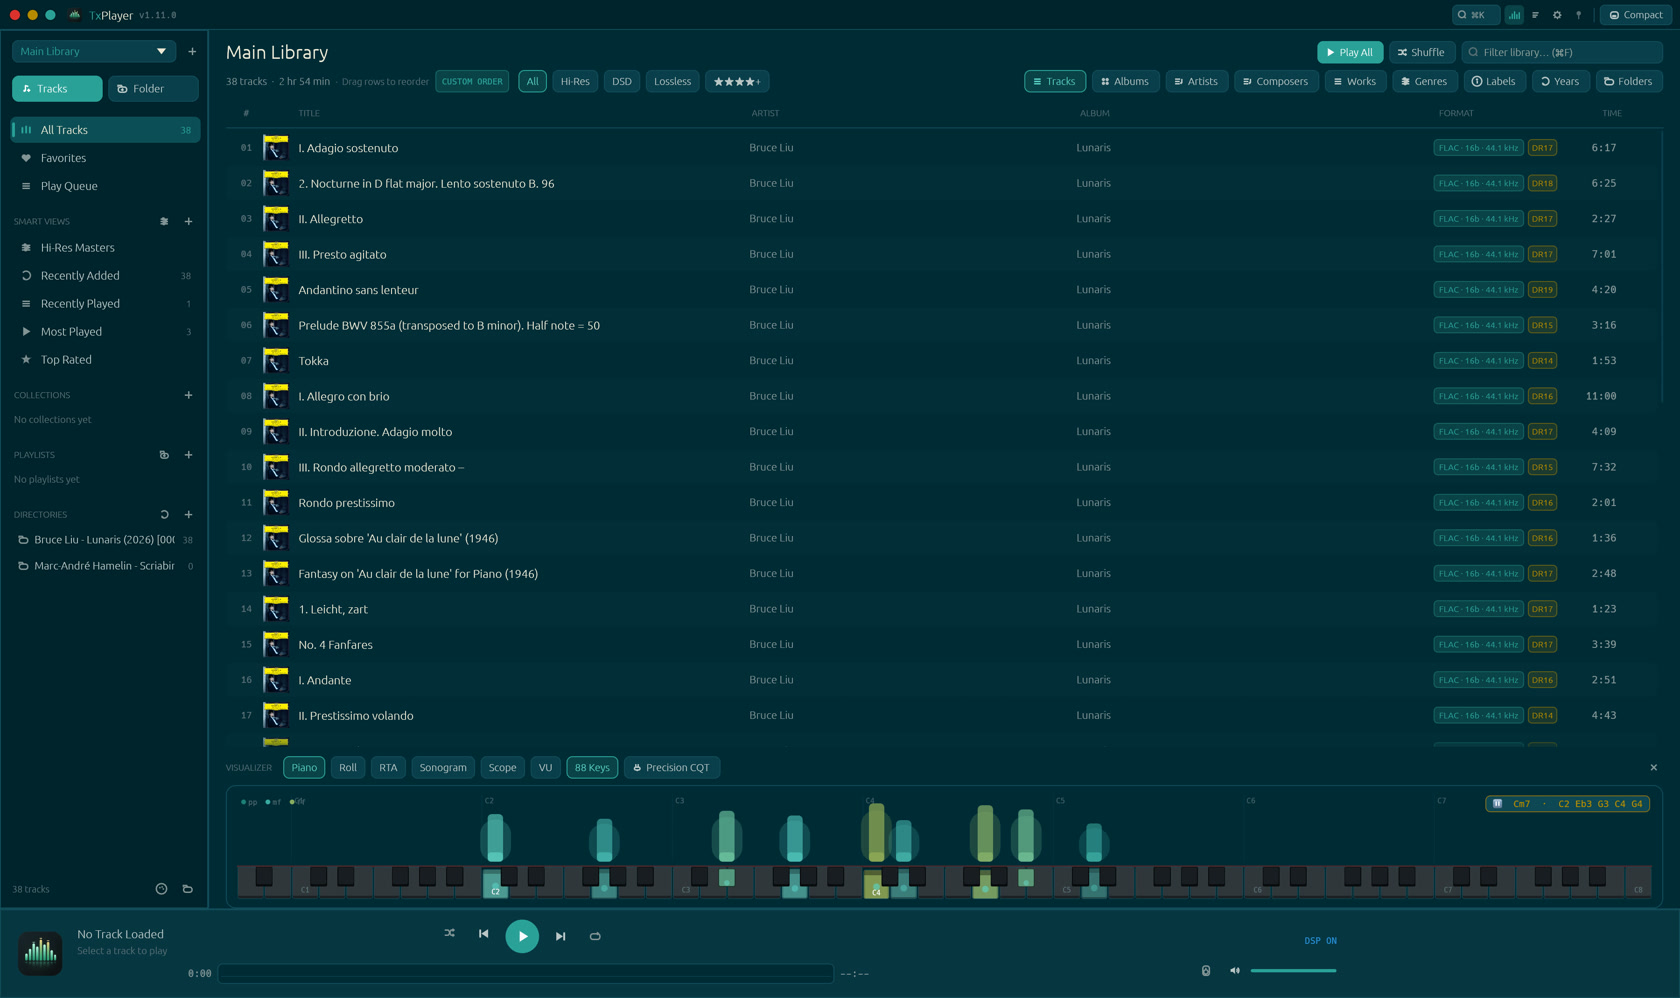 TxPlayer v1.11.0
⌘K
Compact
Main Library
Tracks
Folder
All Tracks 38
Favorites
Play Queue
SMART VIEWS
Hi-Res Masters
Recently Added 38
Recently Played 1
Most Played 3
Top Rated
COLLECTIONS
No collections yet
PLAYLISTS
No playlists yet
DIRECTORIES
Bruce Liu - Lunaris (2026) [00( 38
Marc-André Hamelin - Scriabir 0
38 tracks
Main Library
Play All
Shuffle
Filter library… (⌘F)
38 tracks · 2 hr 54 min · Drag rows to reorder CUSTOM ORDER All Hi-Res DSD Lossless ★★★★+
Tracks Albums Artists Composers Works Genres Labels Years Folders
# TITLE ARTIST ALBUM FORMAT TIME
01 I. Adagio sostenuto Bruce Liu Lunaris FLAC · 16b · 44.1 kHz DR17 6:17
02 2. Nocturne in D flat major. Lento sostenuto B. 96 Bruce Liu Lunaris FLAC · 16b · 44.1 kHz DR18 6:25
03 II. Allegretto Bruce Liu Lunaris FLAC · 16b · 44.1 kHz DR17 2:27
04 III. Presto agitato Bruce Liu Lunaris FLAC · 16b · 44.1 kHz DR17 7:01
05 Andantino sans lenteur Bruce Liu Lunaris FLAC · 16b · 44.1 kHz DR19 4:20
06 Prelude BWV 855a (transposed to B minor). Half note = 50 Bruce Liu Lunaris FLAC · 16b · 44.1 kHz DR15 3:16
07 Tokka Bruce Liu Lunaris FLAC · 16b · 44.1 kHz DR14 1:53
08 I. Allegro con brio Bruce Liu Lunaris FLAC · 16b · 44.1 kHz DR16 11:00
09 II. Introduzione. Adagio molto Bruce Liu Lunaris FLAC · 16b · 44.1 kHz DR17 4:09
10 III. Rondo allegretto moderato – Bruce Liu Lunaris FLAC · 16b · 44.1 kHz DR15 7:32
11 Rondo prestissimo Bruce Liu Lunaris FLAC · 16b · 44.1 kHz DR16 2:01
12 Glossa sobre 'Au clair de la lune' (1946) Bruce Liu Lunaris FLAC · 16b · 44.1 kHz DR16 1:36
13 Fantasy on 'Au clair de la lune' for Piano (1946) Bruce Liu Lunaris FLAC · 16b · 44.1 kHz DR17 2:48
14 1. Leicht, zart Bruce Liu Lunaris FLAC · 16b · 44.1 kHz DR17 1:23
15 No. 4 Fanfares Bruce Liu Lunaris FLAC · 16b · 44.1 kHz DR17 3:39
16 I. Andante Bruce Liu Lunaris FLAC · 16b · 44.1 kHz DR16 2:51
17 II. Prestissimo volando Bruce Liu Lunaris FLAC · 16b · 44.1 kHz DR14 4:43
VISUALIZER Piano Roll RTA Sonogram Scope VU 88 Keys Precision CQT
pp mf C2 C3 C4 C5 C6 C7
Cm7 · C2 Eb3 G3 C4 G4
C1 C2 C3 C4 C5 C6 C7 C8
No Track Loaded
Select a track to play
0:00 --:--
DSP ON